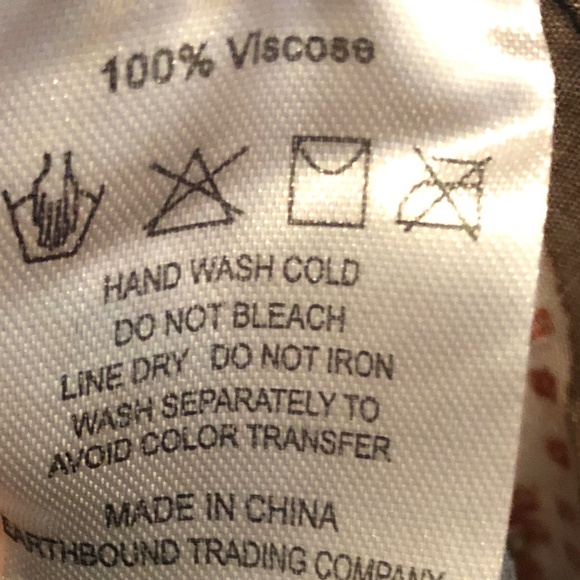 100% Viscose
HAND WASH COLD
DO NOT BLEACH
LINE DRY DO NOT IRON
WASH SEPARATELY TO
AVOID COLOR TRANSFER
MADE IN CHINA
EARTHBOUND TRADING COMPANY